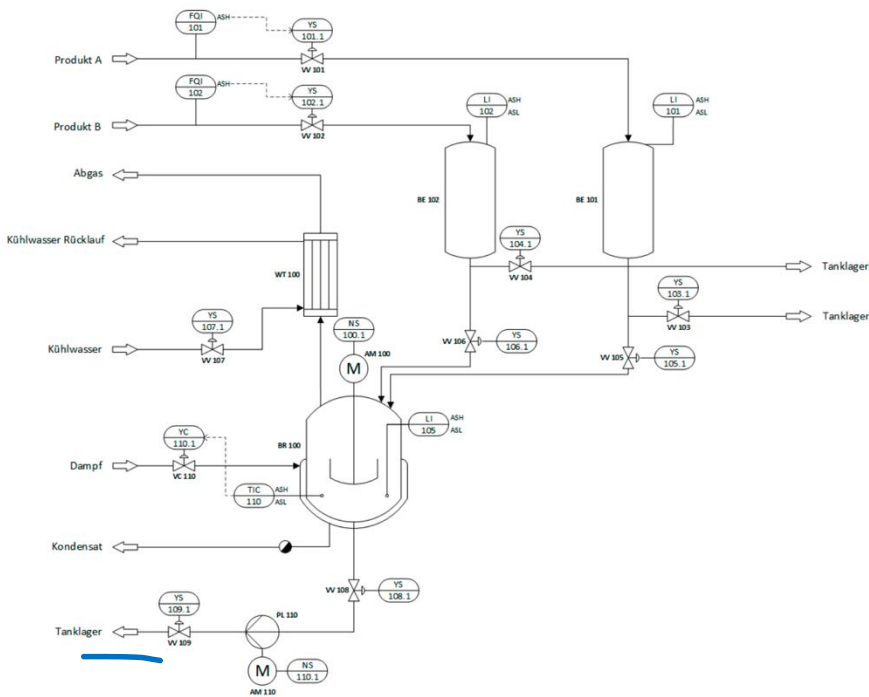 FQI
101
ASH
YS
101.1
Produkt A
VV 101
FQI
102
ASH
YS
102.1
Produkt B
VV 102
LI
102
ASH
ASL
LI
101
ASH
ASL
Abgas
BE 102
BE 101
Kühlwasser Rücklauf
WT 100
YS
104.1
VV 104
Tanklager
YS
103.1
VV 103
Tanklager
YS
107.1
Kühlwasser
VV 107
NS
100.1
AM 100
M
VV 106
YS
106.1
VV 105
YS
105.1
BR 100
LI
105
ASH
ASL
YC
110.1
Dampf
VC 110
TIC
110
ASH
ASL
Kondensat
VV 108
YS
108.1
YS
109.1
Tanklager
VV 109
PL 110
M
AM 110
NS
110.1